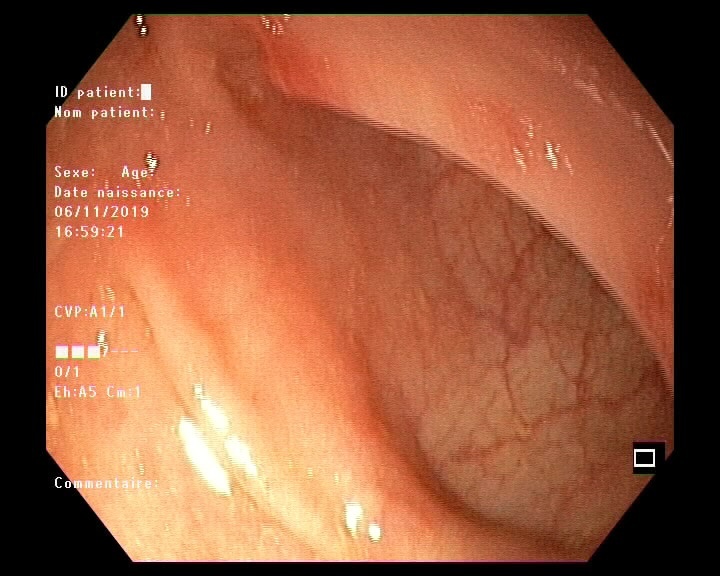 ID patient:
Nom patient:
Sexe: Age:
Date naissance:
06/11/2019
16:59:21
CVP:A1/1
0/1
Eh:A5 Cm:1
Commentaire: